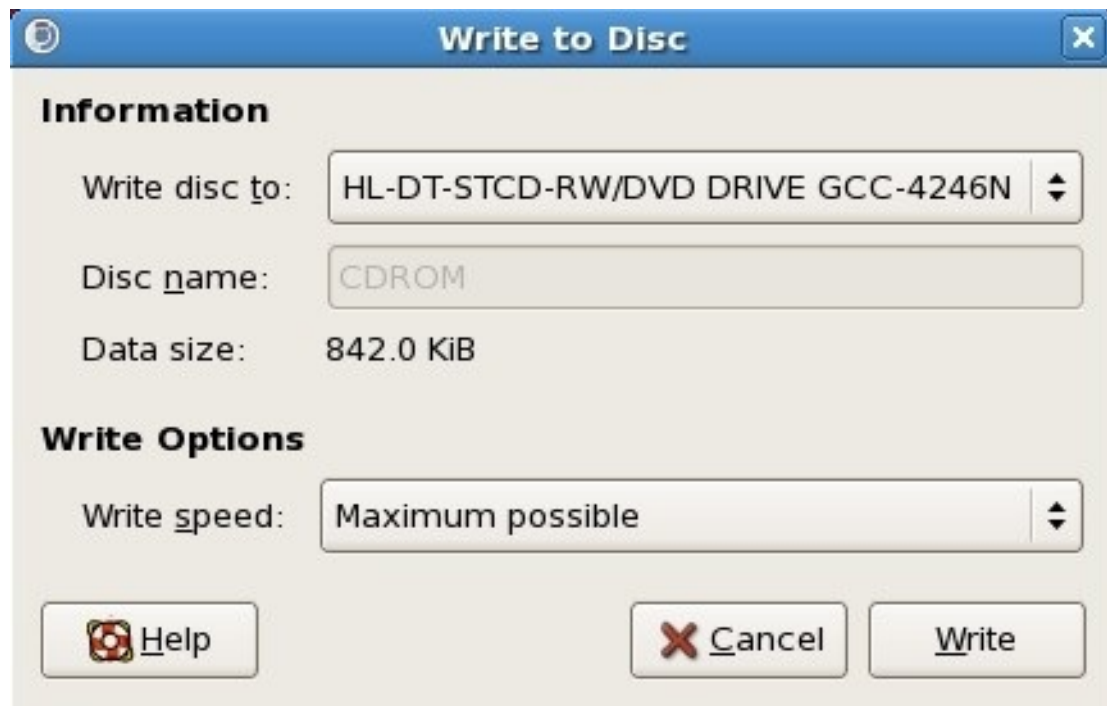 Write to Disc
Information
Write disc to: HL-DT-STCD-RW/DVD DRIVE GCC-4246N
Disc name: CDROM
Data size: 842.0 KiB
Write Options
Write speed: Maximum possible
Help Cancel Write